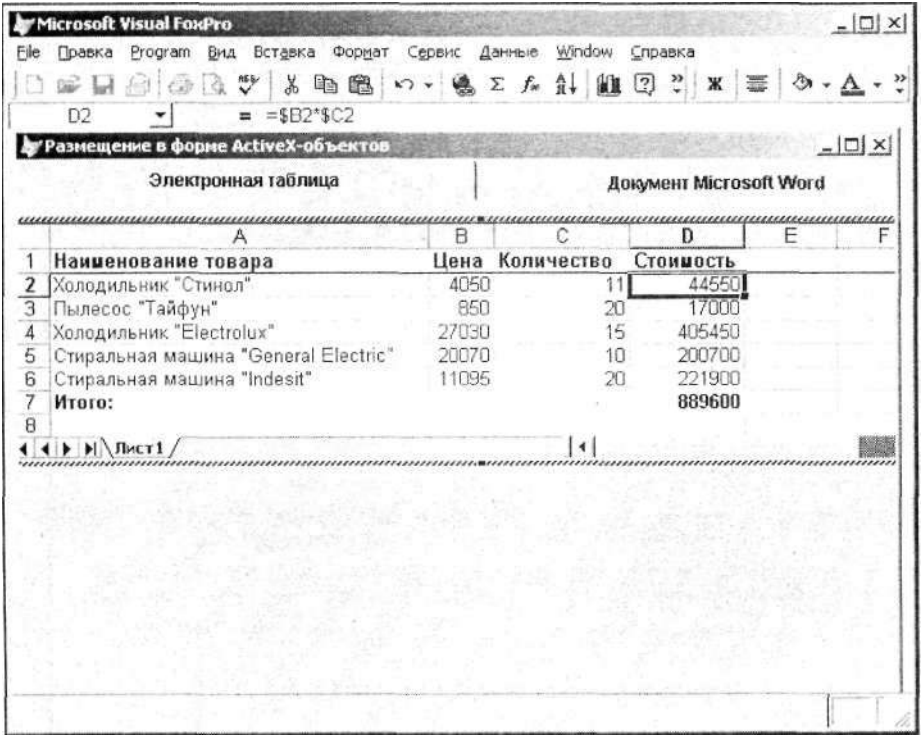 Microsoft Visual FoxPro
File Правка Program Вид Вставка Формат Сервис Данные Window Справка
D2 = =$B2*$C2
Размещение в форме ActiveX-объектов
Электронная таблица Документ Microsoft Word
A B C D E F
1 Наименование товара Цена Количество Стоимость
2 Холодильник "Стинол" 4050 11 44550
3 Пылесос "Тайфун" 850 20 17000
4 Холодильник "Electrolux" 27030 15 405450
5 Стиральная машина "General Electric" 20070 10 200700
6 Стиральная машина "Indesit" 11095 20 221900
7 Итого: 889600
8
Лист1